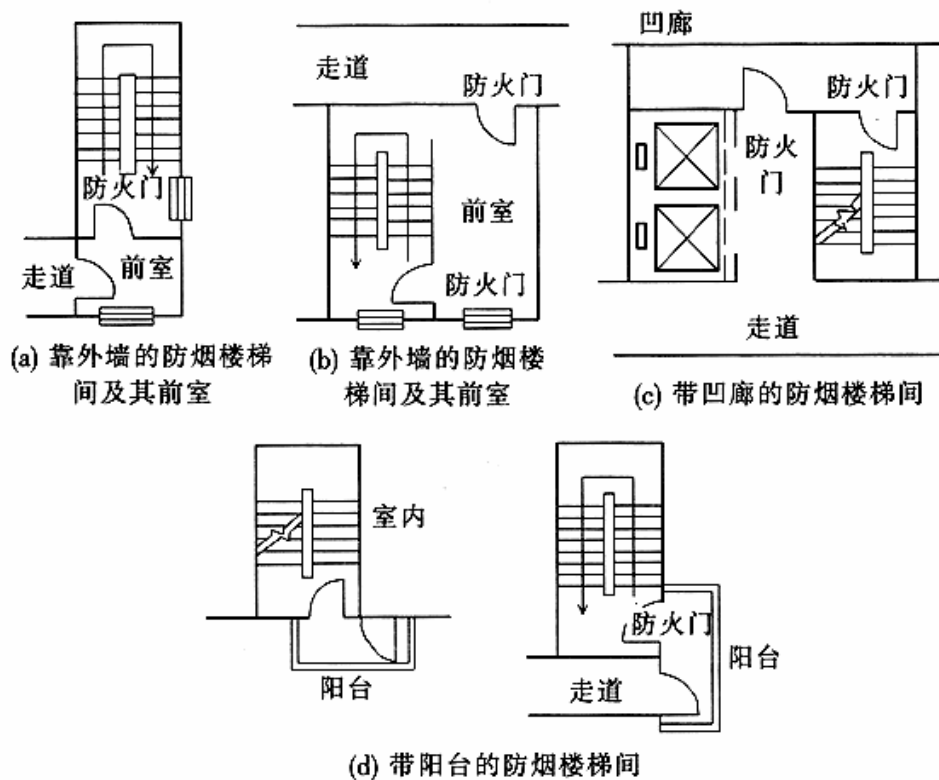 防火门
走道
前室
(a) 靠外墙的防烟楼梯
间及其前室
走道
防火门
前室
防火门
(b) 靠外墙的防烟楼
梯间及其前室
凹廊
防火门
防火
门
走道
(c) 带凹廊的防烟楼梯间
室内
阳台
防火门
阳台
走道
(d) 带阳台的防烟楼梯间